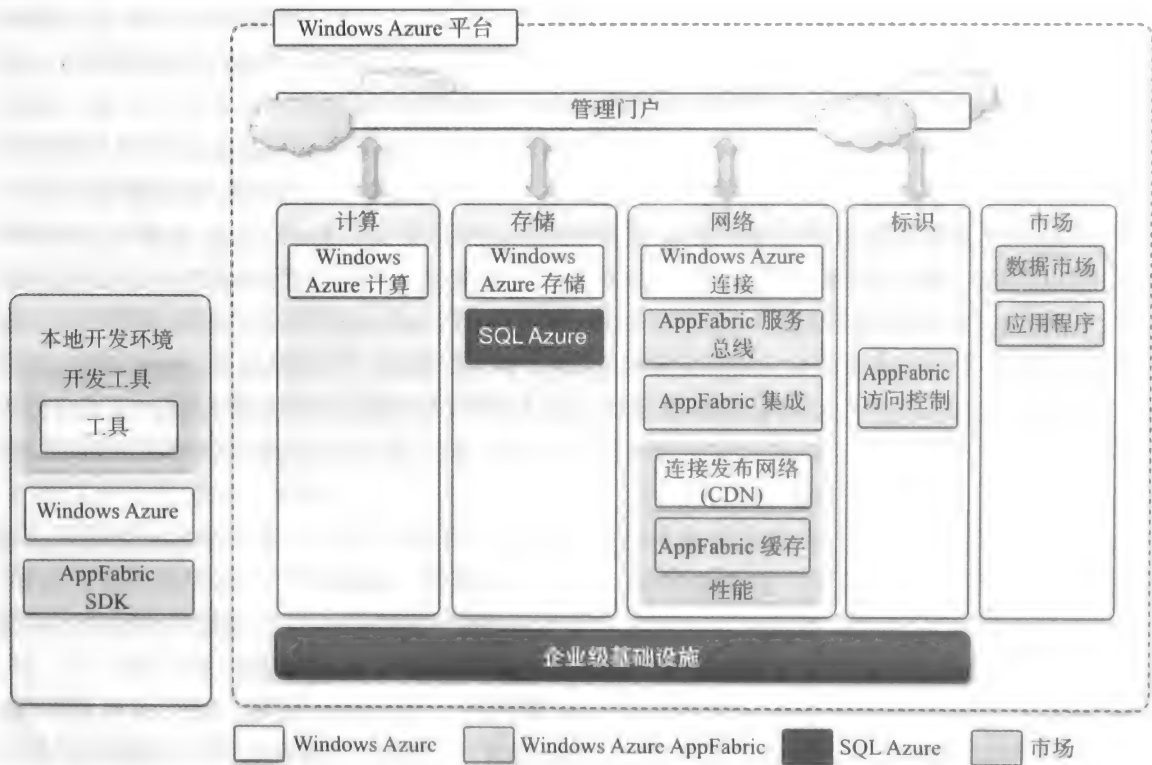 Windows Azure 平台
管理门户
计算
Windows
Azure 计算
存储
Windows
Azure 存储
SQL Azure
网络
Windows Azure
连接
AppFabric 服务
总线
AppFabric 集成
连接发布网络
(CDN)
AppFabric 缓存
性能
标识
AppFabric
访问控制
市场
数据市场
应用程序
本地开发环境
开发工具
工具
Windows Azure
AppFabric
SDK
企业级基础设施
Windows Azure
Windows Azure AppFabric
SQL Azure
市场